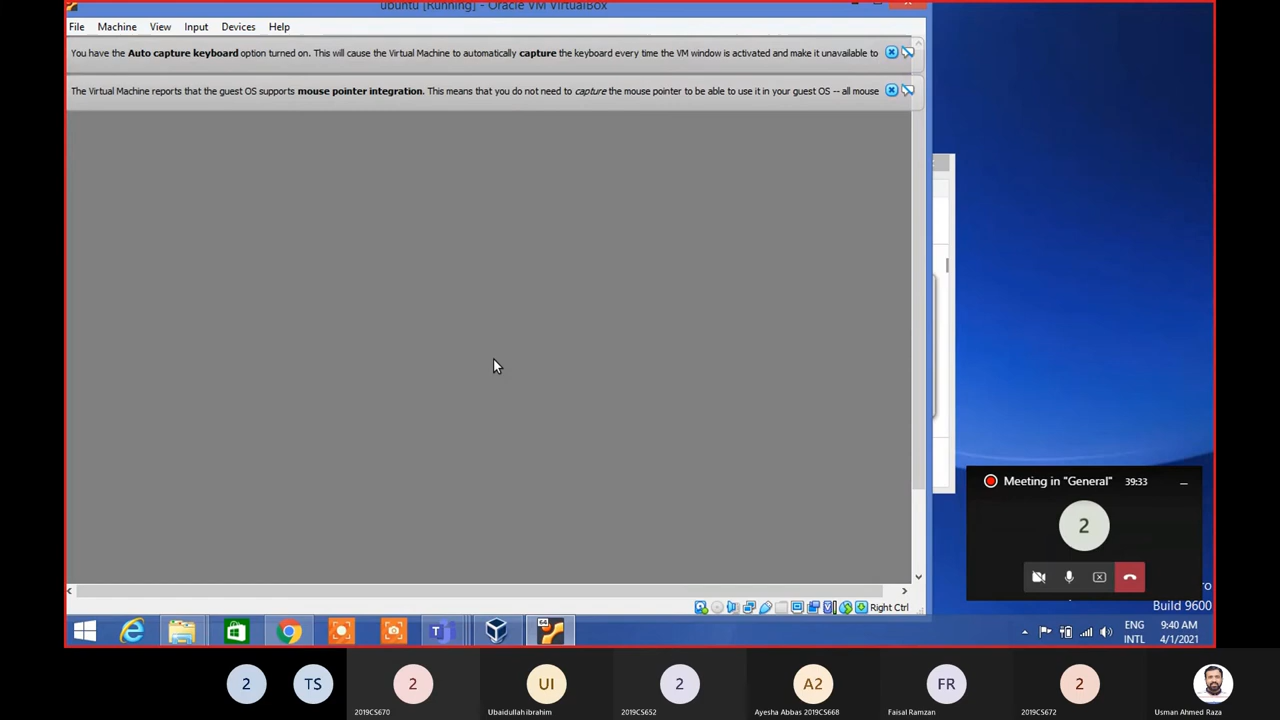 ubuntu [Running] - Oracle VM VirtualBox
File Machine View Input Devices Help
You have the Auto capture keyboard option turned on. This will cause the Virtual Machine to automatically capture the keyboard every time the VM window is activated and make it unavailable to
The Virtual Machine reports that the guest OS supports mouse pointer integration. This means that you do not need to capture the mouse pointer to be able to use it in your guest OS -- all mouse
Meeting in "General" 39:33
2
Right Ctrl
Build 9600
64
ENG
INTL
9:40 AM
4/1/2021
2 TS 2 UI 2 A2 FR 2
2019CS670 Ubaidullah ibrahim 2019CS652 Ayesha Abbas 2019CS668 Faisal Ramzan 2019CS672 Usman Ahmed Raza